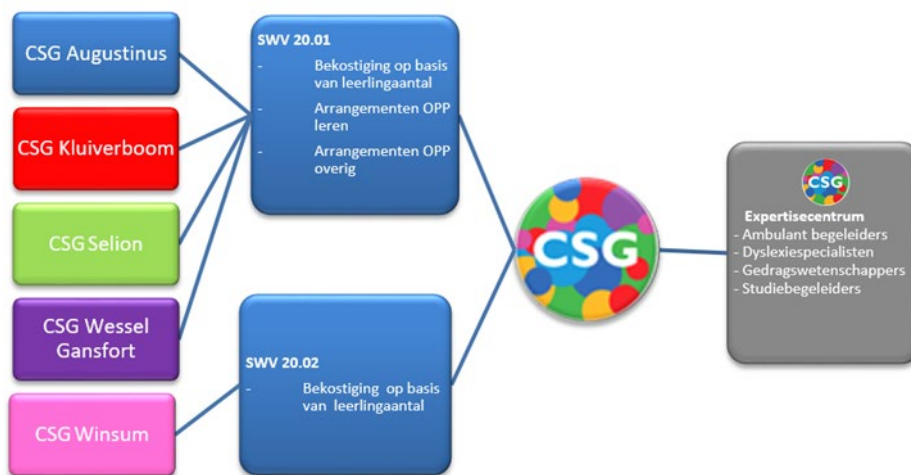 CSG Augustinus
CSG Kluiverboom
CSG Selion
CSG Wessel
Gansfort
CSG Winsum
SWV 20.01
- Bekostiging op basis
van leerlingaantal
- Arrangementen OPP
leren
- Arrangementen OPP
overig
SWV 20.02
- Bekostiging op basis
van leerlingaantal
CSG
CSG
Expertisecentrum
- Ambulant begeleiders
- Dyslexiespecialisten
- Gedragswetenschappers
- Studiebegeleiders